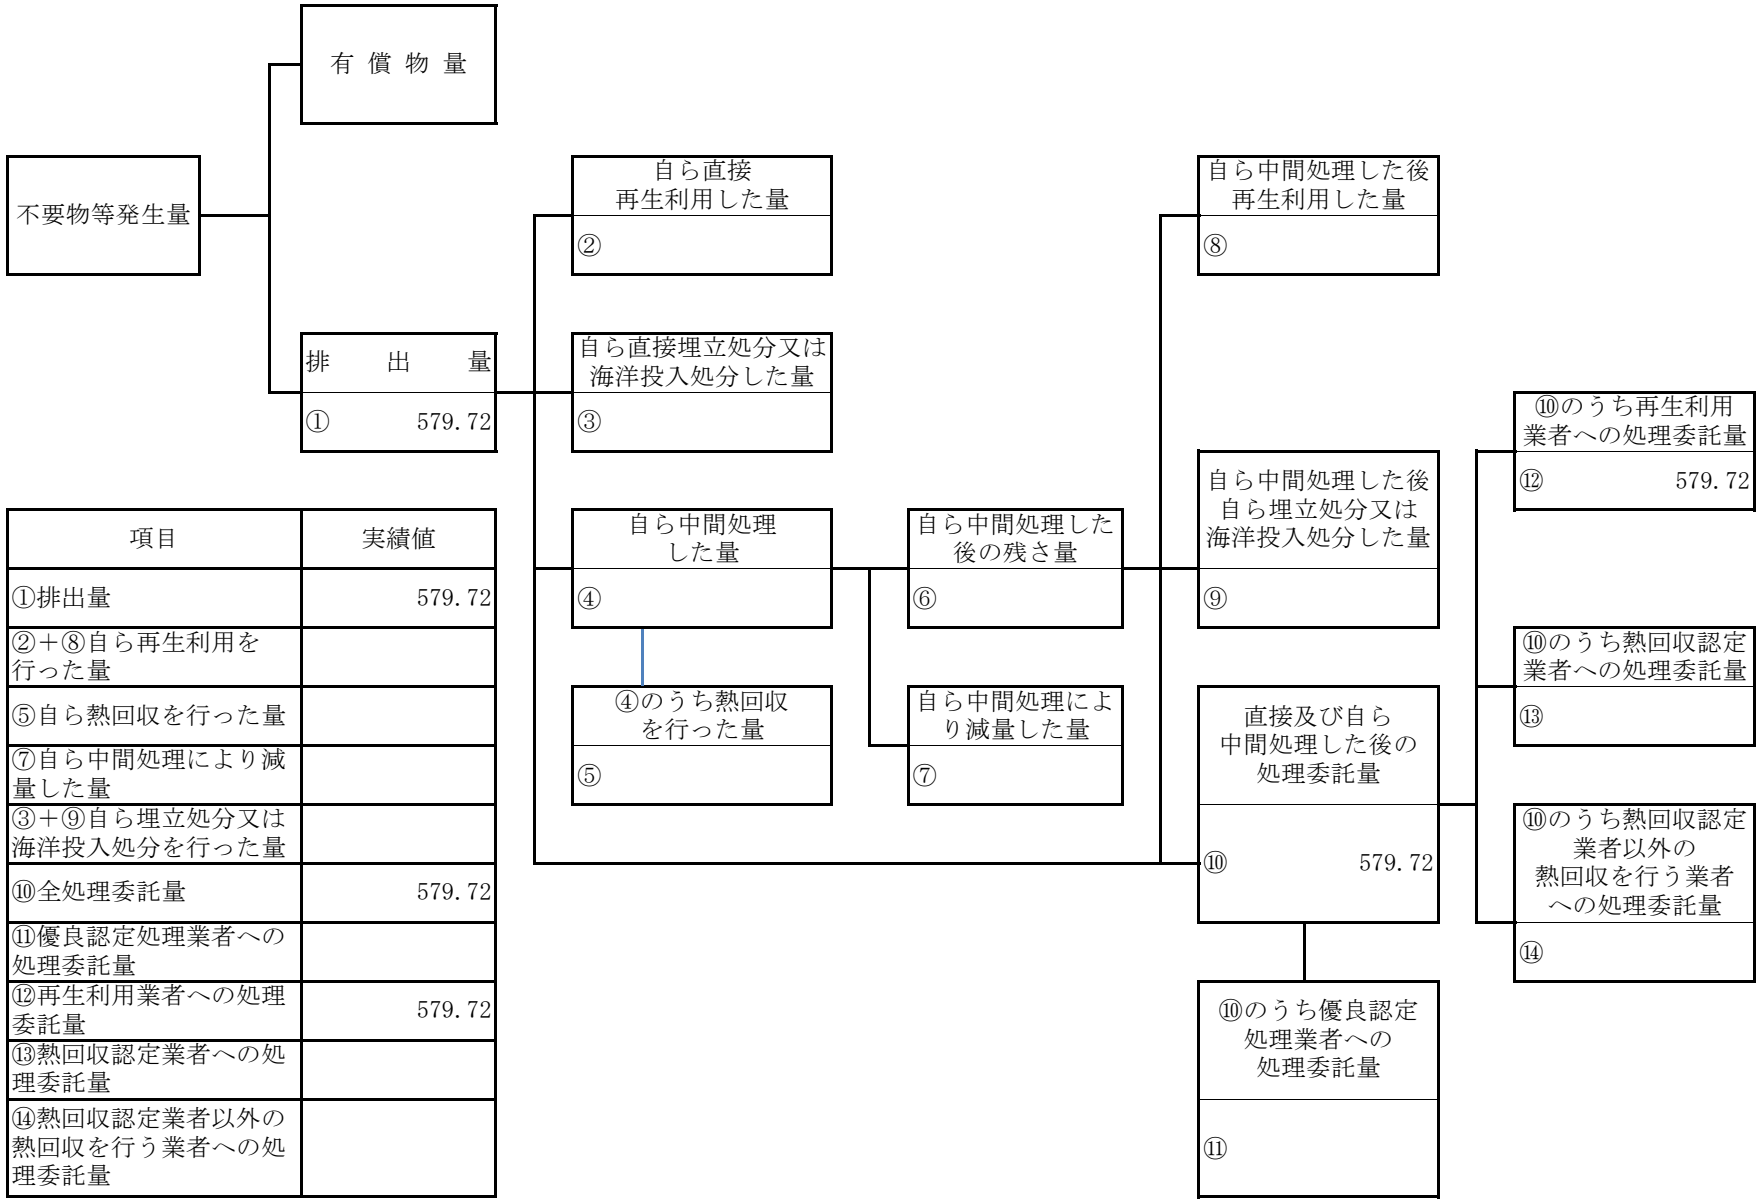 有償物量
不要物等発生量
自ら直接
再生利用した量
②
自ら中間処理した後
再生利用した量
⑧
排出量
① 579.72
自ら直接埋立処分又は
海洋投入処分した量
③
⑩のうち再生利用
業者への処理委託量
⑫ 579.72
自ら中間処理
した量
④
自ら中間処理した
後の残さ量
⑥
自ら中間処理した後
自ら埋立処分又は
海洋投入処分した量
⑨
⑩のうち熱回収認定
業者への処理委託量
⑬
④のうち熱回収
を行った量
⑤
自ら中間処理によ
り減量した量
⑦
直接及び自ら
中間処理した後の
処理委託量
⑩ 579.72
⑩のうち熱回収認定
業者以外の
熱回収を行う業者
への処理委託量
⑭
⑩のうち優良認定
処理業者への
処理委託量
⑪
項目 実績値
①排出量 579.72
②＋⑧自ら再生利用を
行った量
⑤自ら熱回収を行った量
⑦自ら中間処理により減
量した量
③＋⑨自ら埋立処分又は
海洋投入処分を行った量
⑩全処理委託量 579.72
⑪優良認定処理業者への
処理委託量
⑫再生利用業者への処理
委託量 579.72
⑬熱回収認定業者への処
理委託量
⑭熱回収認定業者以外の
熱回収を行う業者への処
理委託量